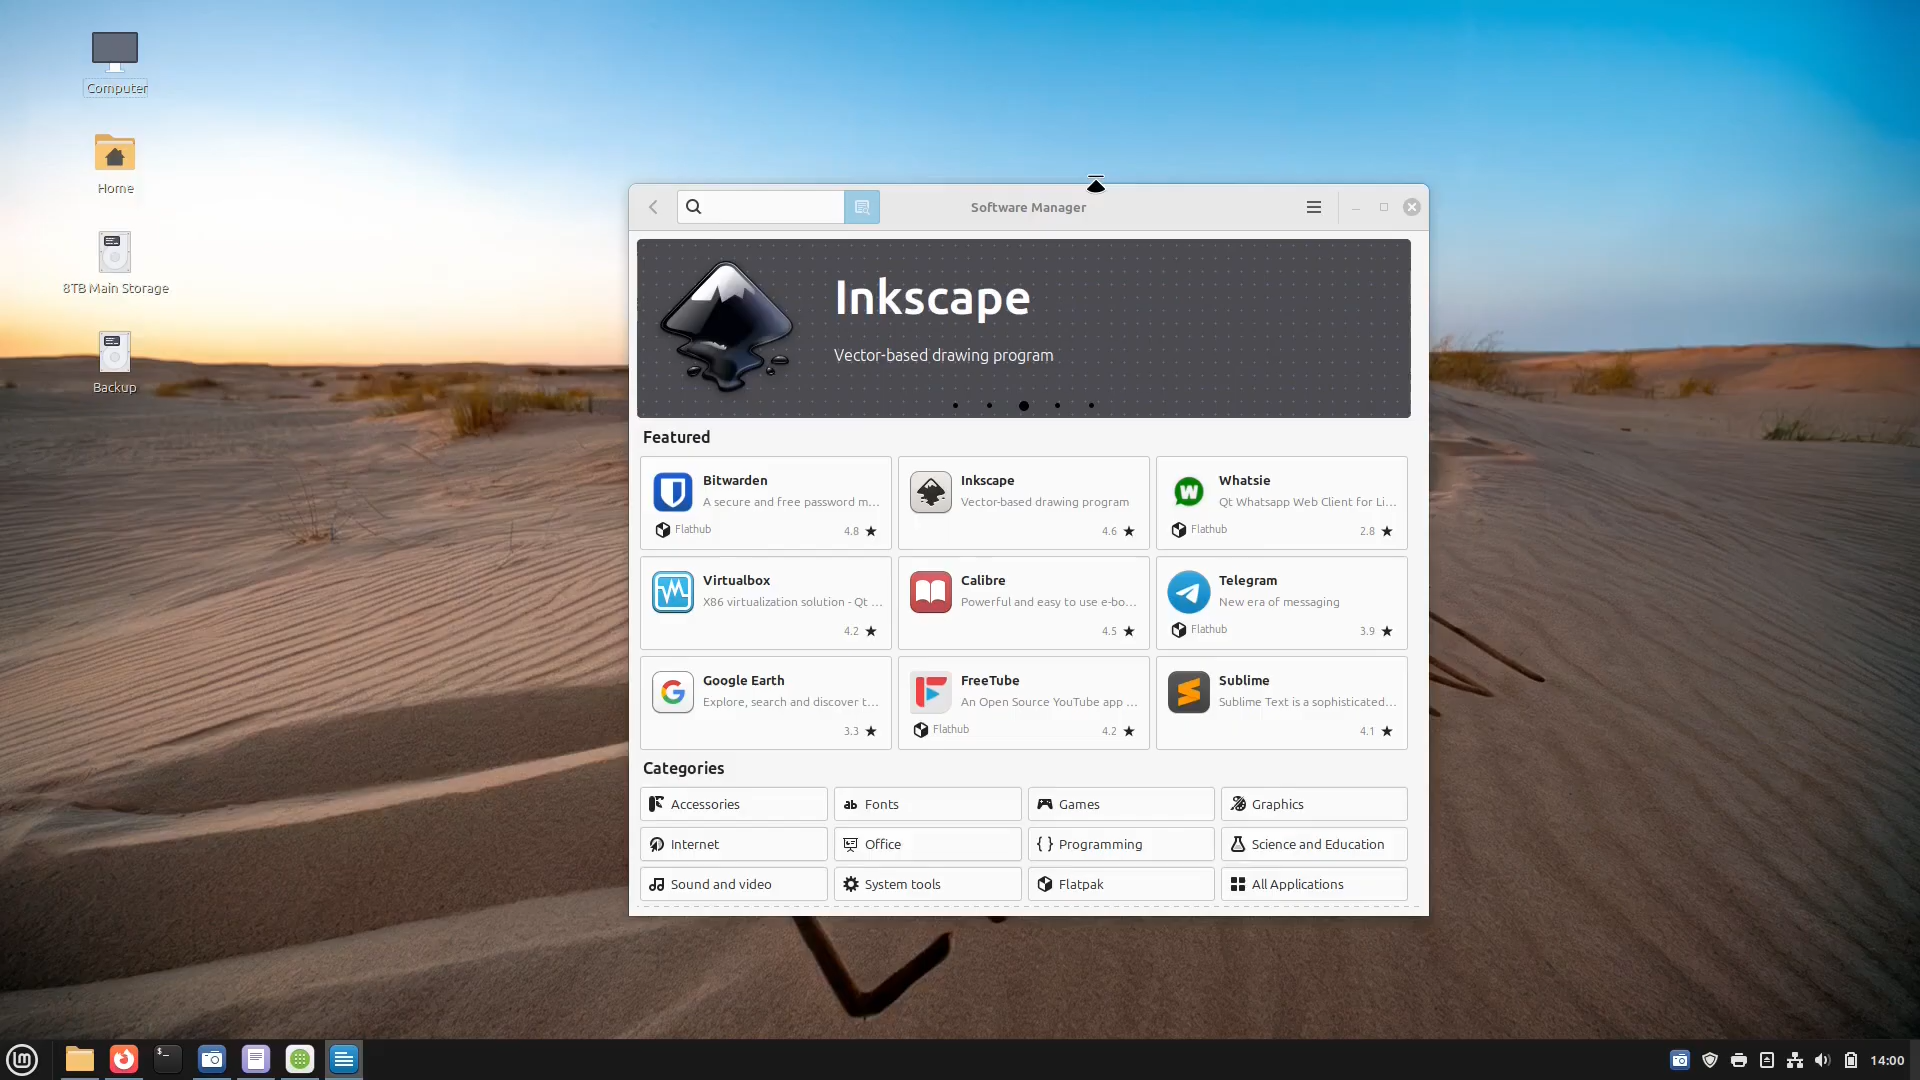 Computer
Home
8TB Main Storage
Backup
Software Manager
Inkscape
Vector-based drawing program
Featured
Bitwarden
A secure and free password m...
Flathub
4.8 ★
Inkscape
Vector-based drawing program
4.6 ★
Whatsie
Qt Whatsapp Web Client for Li...
Flathub
2.8 ★
Virtualbox
X86 virtualization solution - Qt ...
4.2 ★
Calibre
Powerful and easy to use e-bo...
4.5 ★
Telegram
New era of messaging
Flathub
3.9 ★
Google Earth
Explore, search and discover t...
3.3 ★
FreeTube
An Open Source YouTube app ...
Flathub
4.2 ★
Sublime
Sublime Text is a sophisticated...
4.1 ★
Categories
Accessories
Fonts
Games
Graphics
Internet
Office
Programming
Science and Education
Sound and video
System tools
Flatpak
All Applications
14:00